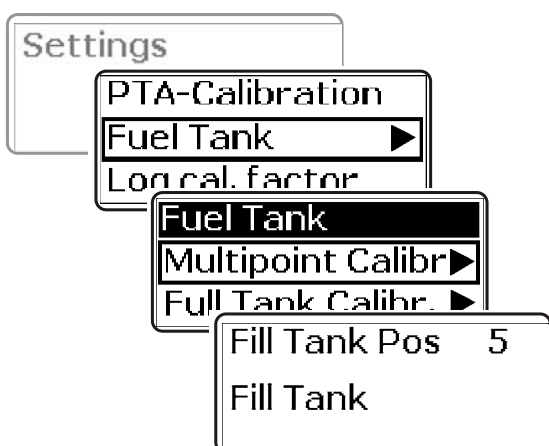 Settings
PTA-Calibration
Fuel Tank
Log cal. factor
Fuel Tank
Multipoint Calibr
Full Tank Calibr.
Fill Tank Pos 5
Fill Tank